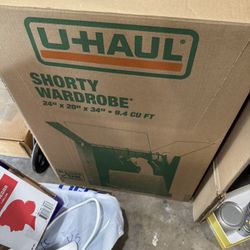 U-HAUL
SHORTY
WARDROBE
24" x 20" x 34" • 9.4 CU FT